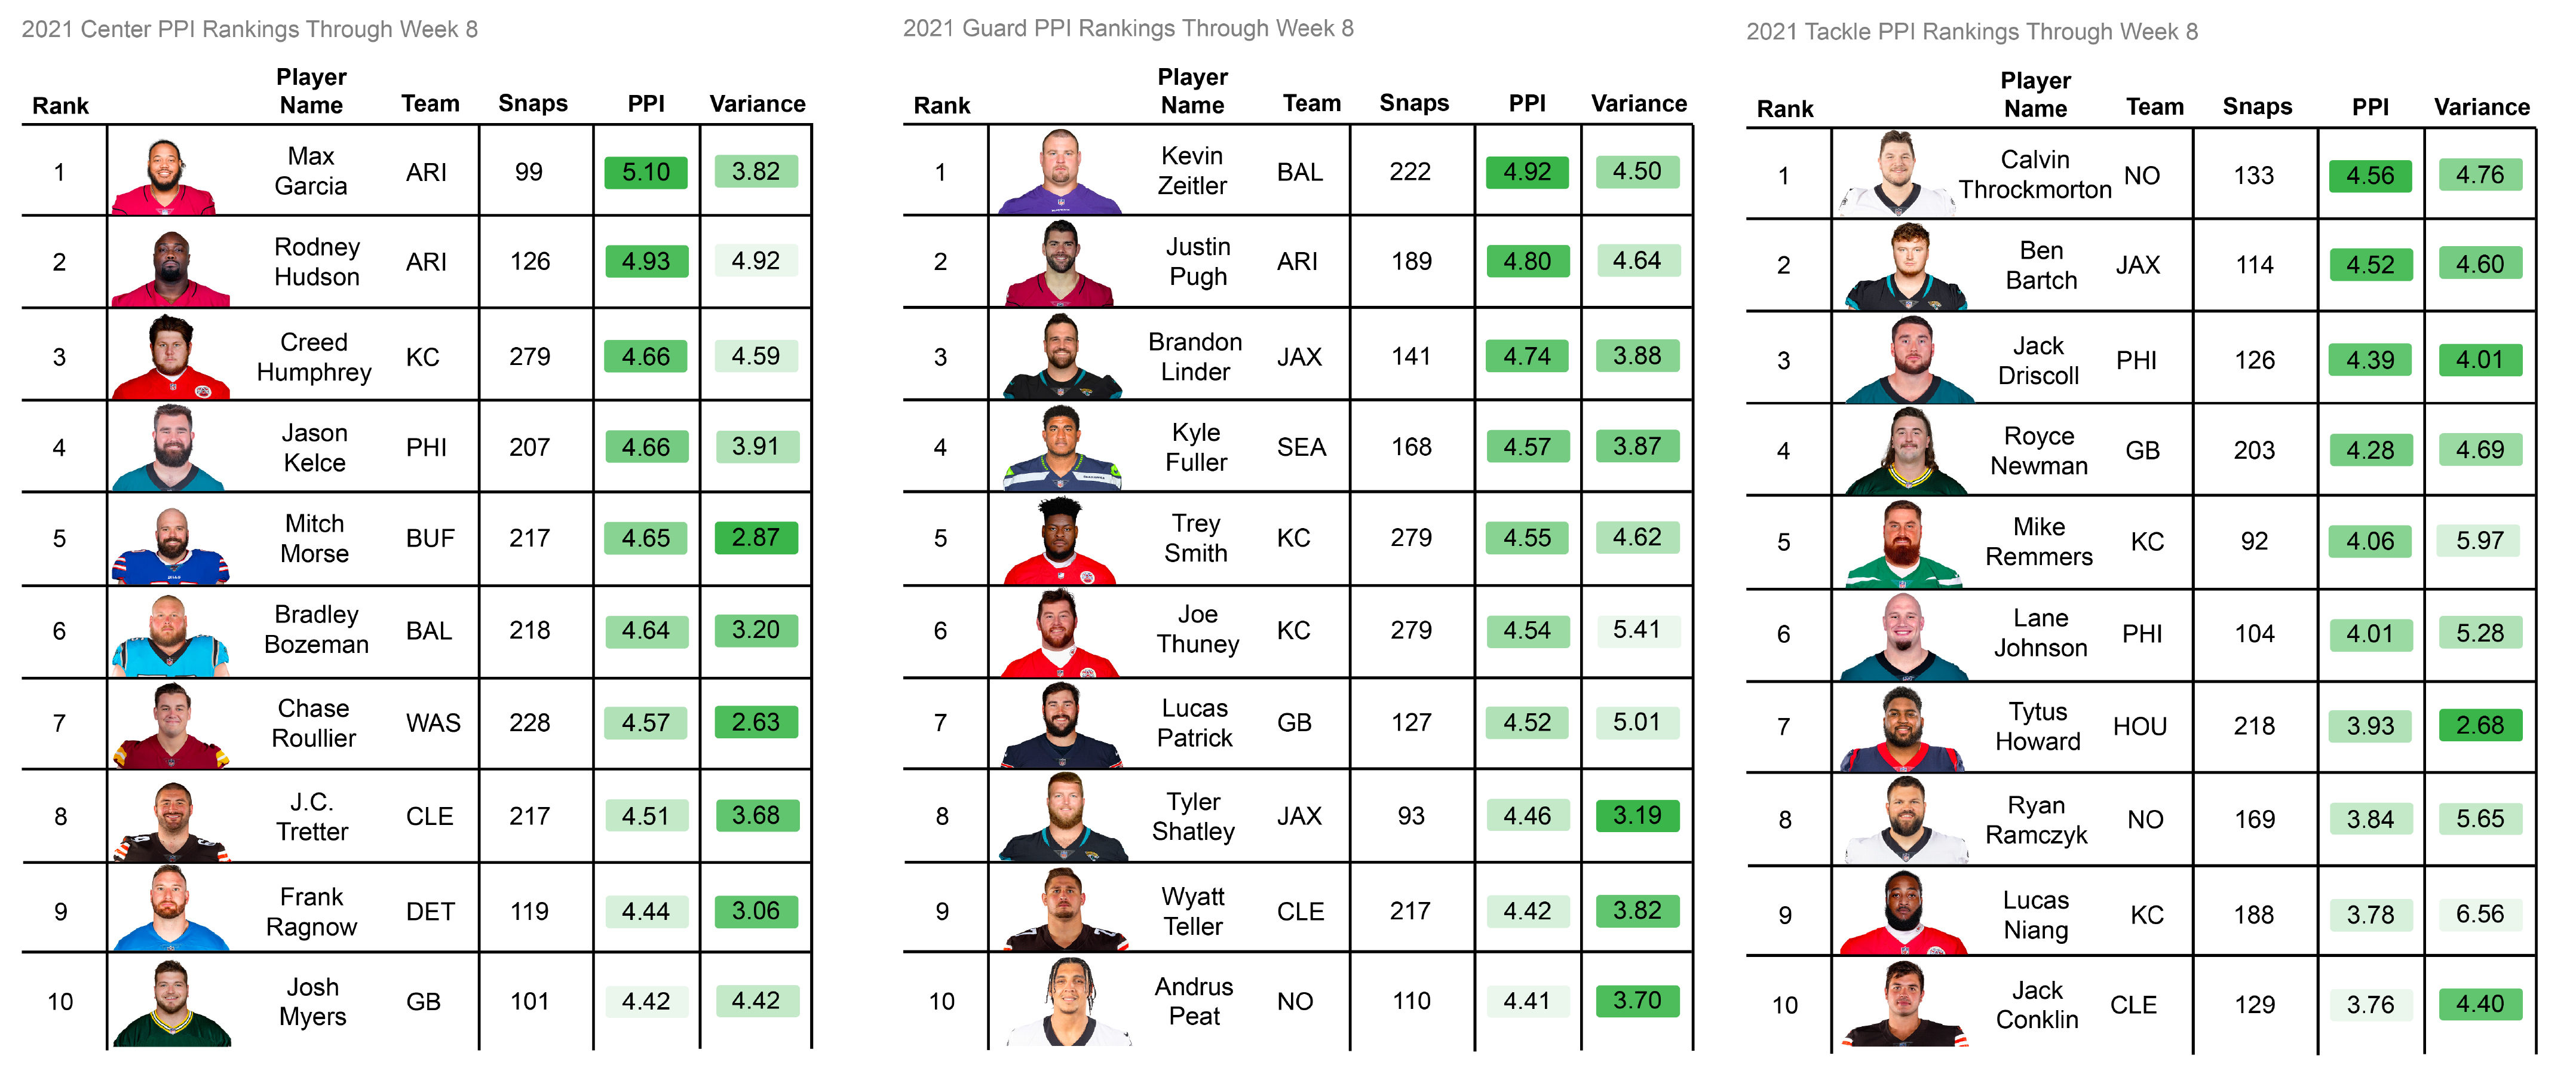 2021 Center PPI Rankings Through Week 8
Rank Player Name Team Snaps PPI Variance
1 Max Garcia ARI 99 5.10 3.82
2 Rodney Hudson ARI 126 4.93 4.92
3 Creed Humphrey KC 279 4.66 4.59
4 Jason Kelce PHI 207 4.66 3.91
5 Mitch Morse BUF 217 4.65 2.87
6 Bradley Bozeman BAL 218 4.64 3.20
7 Chase Roullier WAS 228 4.57 2.63
8 J.C. Tretter CLE 217 4.51 3.68
9 Frank Ragnow DET 119 4.44 3.06
10 Josh Myers GB 101 4.42 4.42
2021 Guard PPI Rankings Through Week 8
Rank Player Name Team Snaps PPI Variance
1 Kevin Zeitler BAL 222 4.92 4.50
2 Justin Pugh ARI 189 4.80 4.64
3 Brandon Linder JAX 141 4.74 3.88
4 Kyle Fuller SEA 168 4.57 3.87
5 Trey Smith KC 279 4.55 4.62
6 Joe Thuney KC 279 4.54 5.41
7 Lucas Patrick GB 127 4.52 5.01
8 Tyler Shatley JAX 93 4.46 3.19
9 Wyatt Teller CLE 217 4.42 3.82
10 Andrus Peat NO 110 4.41 3.70
2021 Tackle PPI Rankings Through Week 8
Rank Player Name Team Snaps PPI Variance
1 Calvin Throckmorton NO 133 4.56 4.76
2 Ben Bartch JAX 114 4.52 4.60
3 Jack Driscoll PHI 126 4.39 4.01
4 Royce Newman GB 203 4.28 4.69
5 Mike Remmers KC 92 4.06 5.97
6 Lane Johnson PHI 104 4.01 5.28
7 Tytus Howard HOU 218 3.93 2.68
8 Ryan Ramczyk NO 169 3.84 5.65
9 Lucas Niang KC 188 3.78 6.56
10 Jack Conklin CLE 129 3.76 4.40